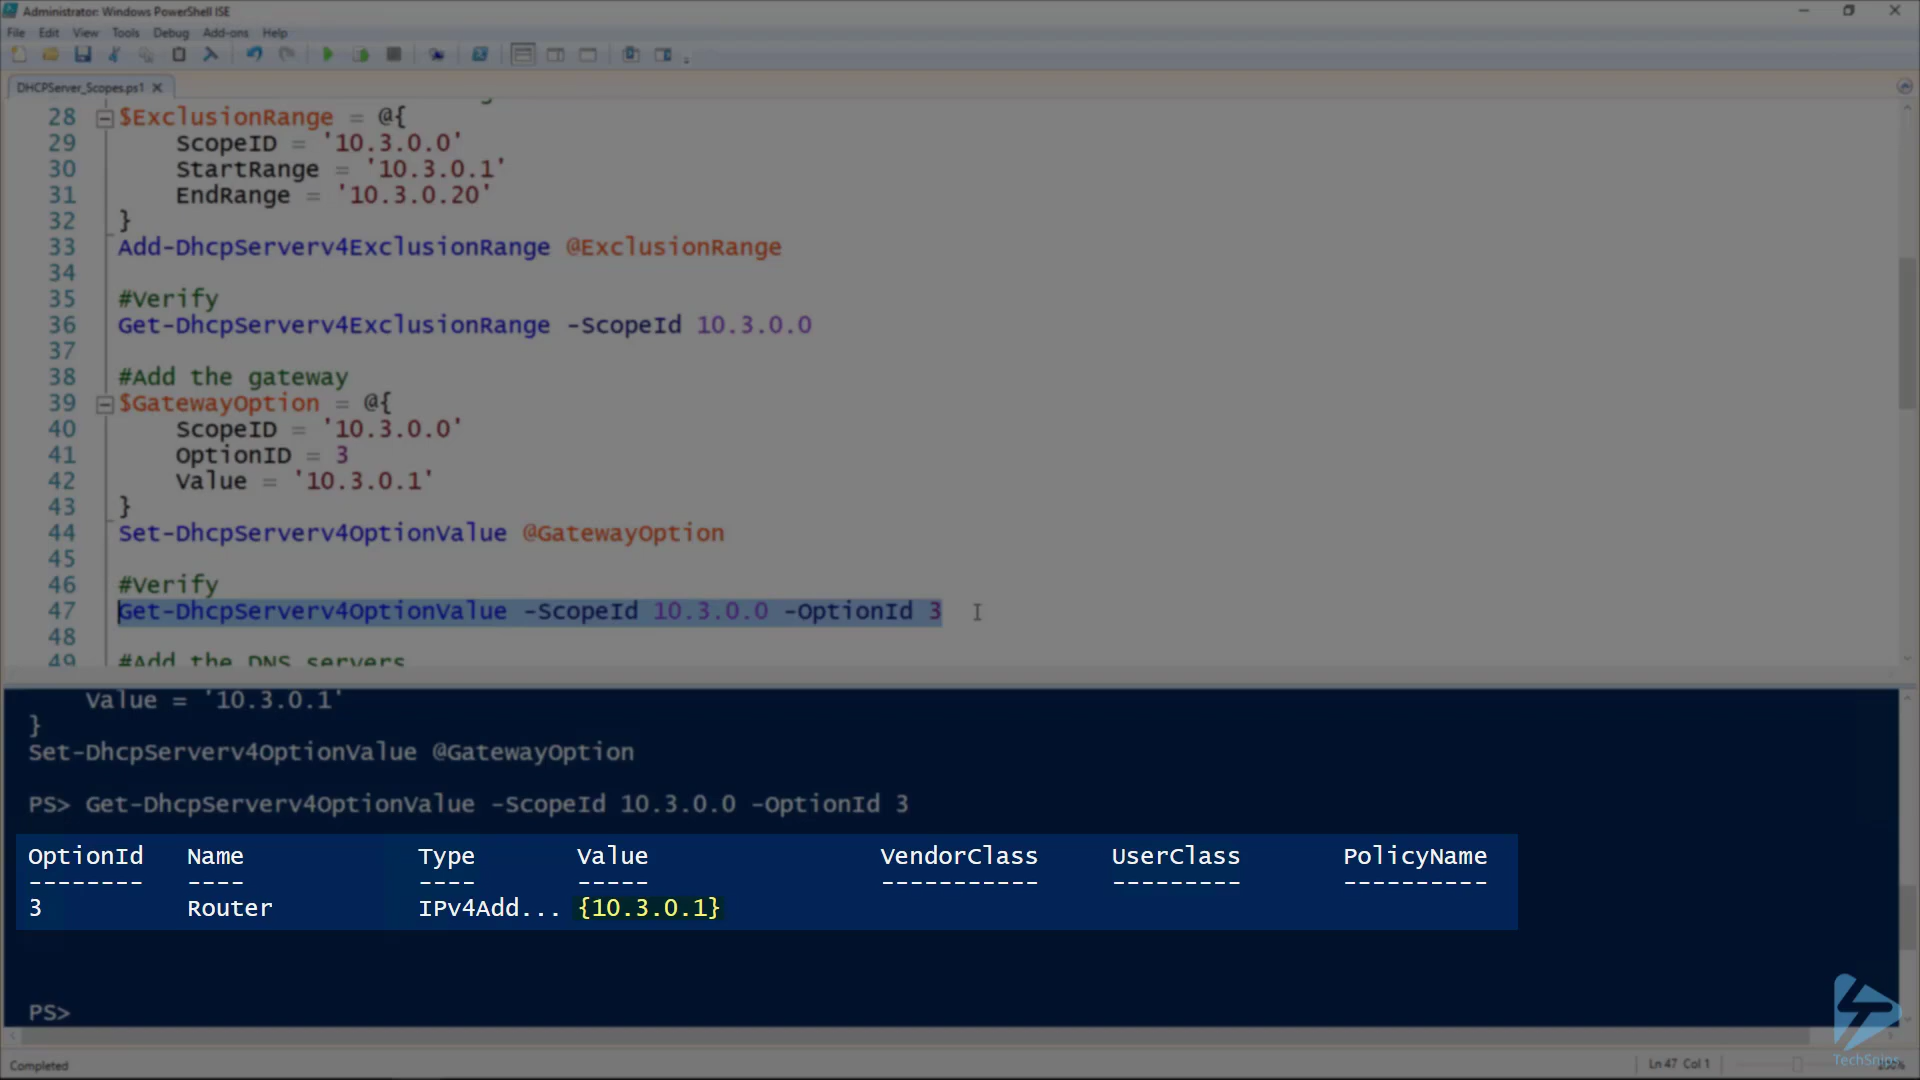 Administrator: Windows PowerShell ISE
File Edit View Tools Debug Add-ons Help
DHCPServer_Scopes.ps1
28 $ExclusionRange = @{
29 ScopeID = '10.3.0.0'
30 StartRange = '10.3.0.1'
31 EndRange = '10.3.0.20'
32 }
33 Add-DhcpServerv4ExclusionRange @ExclusionRange
34
35 #Verify
36 Get-DhcpServerv4ExclusionRange -ScopeId 10.3.0.0
37
38 #Add the gateway
39 $GatewayOption = @{
40 ScopeID = '10.3.0.0'
41 OptionID = 3
42 Value = '10.3.0.1'
43 }
44 Set-DhcpServerv4OptionValue @GatewayOption
45
46 #Verify
47 Get-DhcpServerv4OptionValue -ScopeId 10.3.0.0 -OptionId 3
48
49 #Add the DNS servers
Value = '10.3.0.1'
}
Set-DhcpServerv4OptionValue @GatewayOption
PS> Get-DhcpServerv4OptionValue -ScopeId 10.3.0.0 -OptionId 3
OptionId Name Type Value VendorClass UserClass PolicyName
-------- ---- ---- ----- ----------- --------- ----------
3 Router IPv4Add... {10.3.0.1}
PS>
Completed
Ln 47 Col 1
TechSnips